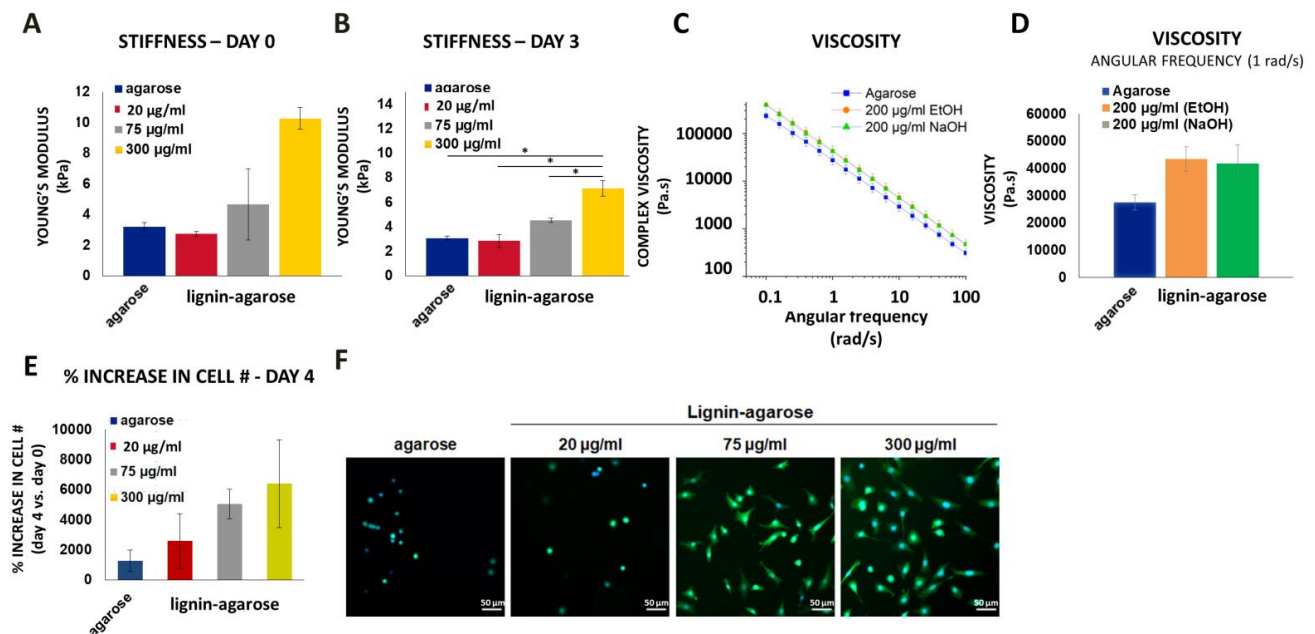 A
STIFFNESS – DAY 0
YOUNG'S MODULUS
(kPa)
12
10
8
6
4
2
0
agarose
20 µg/ml
75 µg/ml
300 µg/ml
agarose
lignin-agarose
B
STIFFNESS – DAY 3
YOUNG'S MODULUS
(kPa)
14
12
10
8
6
4
2
0
agarose
20 µg/ml
75 µg/ml
300 µg/ml
*
*
*
agarose
lignin-agarose
C
VISCOSITY
COMPLEX VISCOSITY
(Pa.s)
100000
10000
1000
100
Agarose
200 µg/ml EtOH
200 µg/ml NaOH
0.1
1
10
100
Angular frequency
(rad/s)
D
VISCOSITY
ANGULAR FREQUENCY (1 rad/s)
Agarose
200 µg/ml (EtOH)
200 µg/ml (NaOH)
VISCOSITY
(Pa.s)
60000
50000
40000
30000
20000
10000
0
agarose
lignin-agarose
E
% INCREASE IN CELL # - DAY 4
% INCREASE IN CELL #
(day 4 vs. day 0)
10000
8000
6000
4000
2000
0
agarose
20 µg/ml
75 µg/ml
300 µg/ml
agarose
lignin-agarose
F
Lignin-agarose
agarose
20 µg/ml
75 µg/ml
300 µg/ml
50 µm
50 µm
50 µm
50 µm